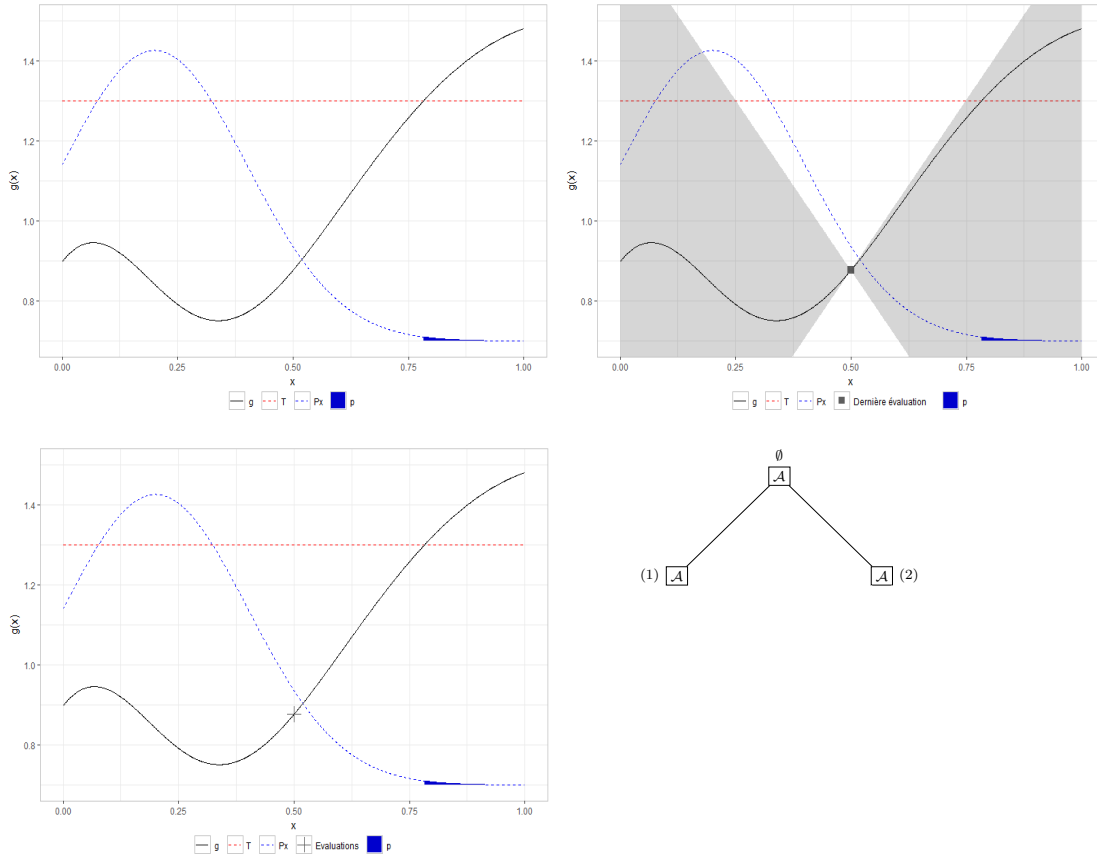 g(x)
1.4
1.2
1.0
0.8
0.00 0.25 0.50 0.75 1.00
x
g T Px p
g(x)
1.4
1.2
1.0
0.8
0.00 0.25 0.50 0.75 1.00
x
g T Px Dernière évaluation p
g(x)
1.4
1.2
1.0
0.8
0.00 0.25 0.50 0.75 1.00
x
g T Px Evaluations p
∅
𝒜
(1) 𝒜 𝒜 (2)